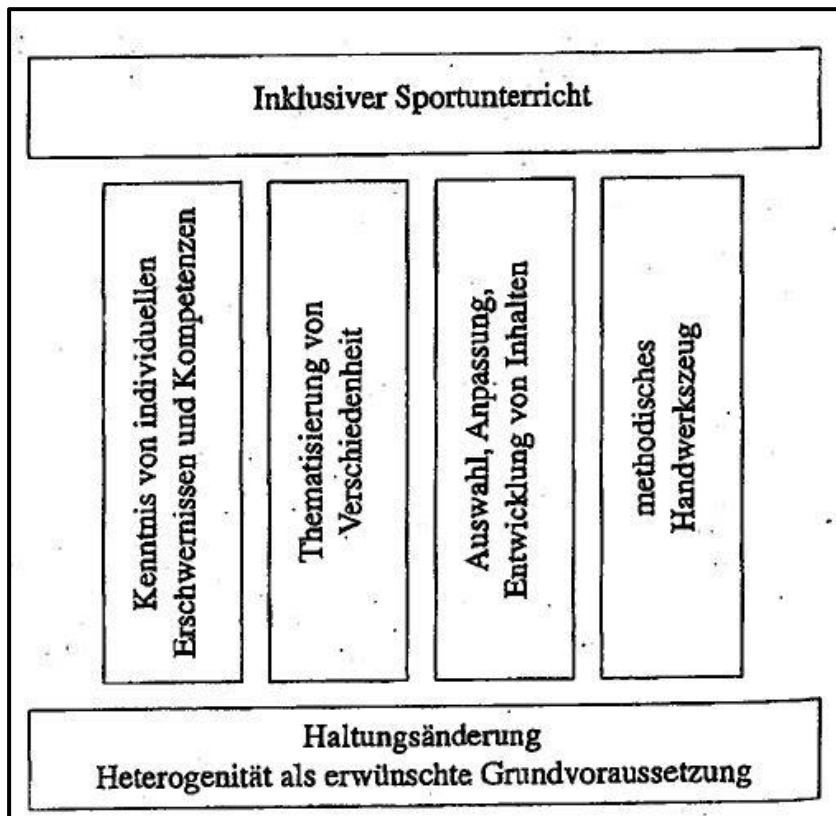 Inklusiver Sportunterricht
Kenntnis von individuellen
Erschwernissen und Kompetenzen
Thematisierung von
Verschiedenheit
Auswahl, Anpassung,
Entwicklung von Inhalten
methodisches
Handwerkszeug
Haltungsänderung
Heterogenität als erwünschte Grundvoraussetzung